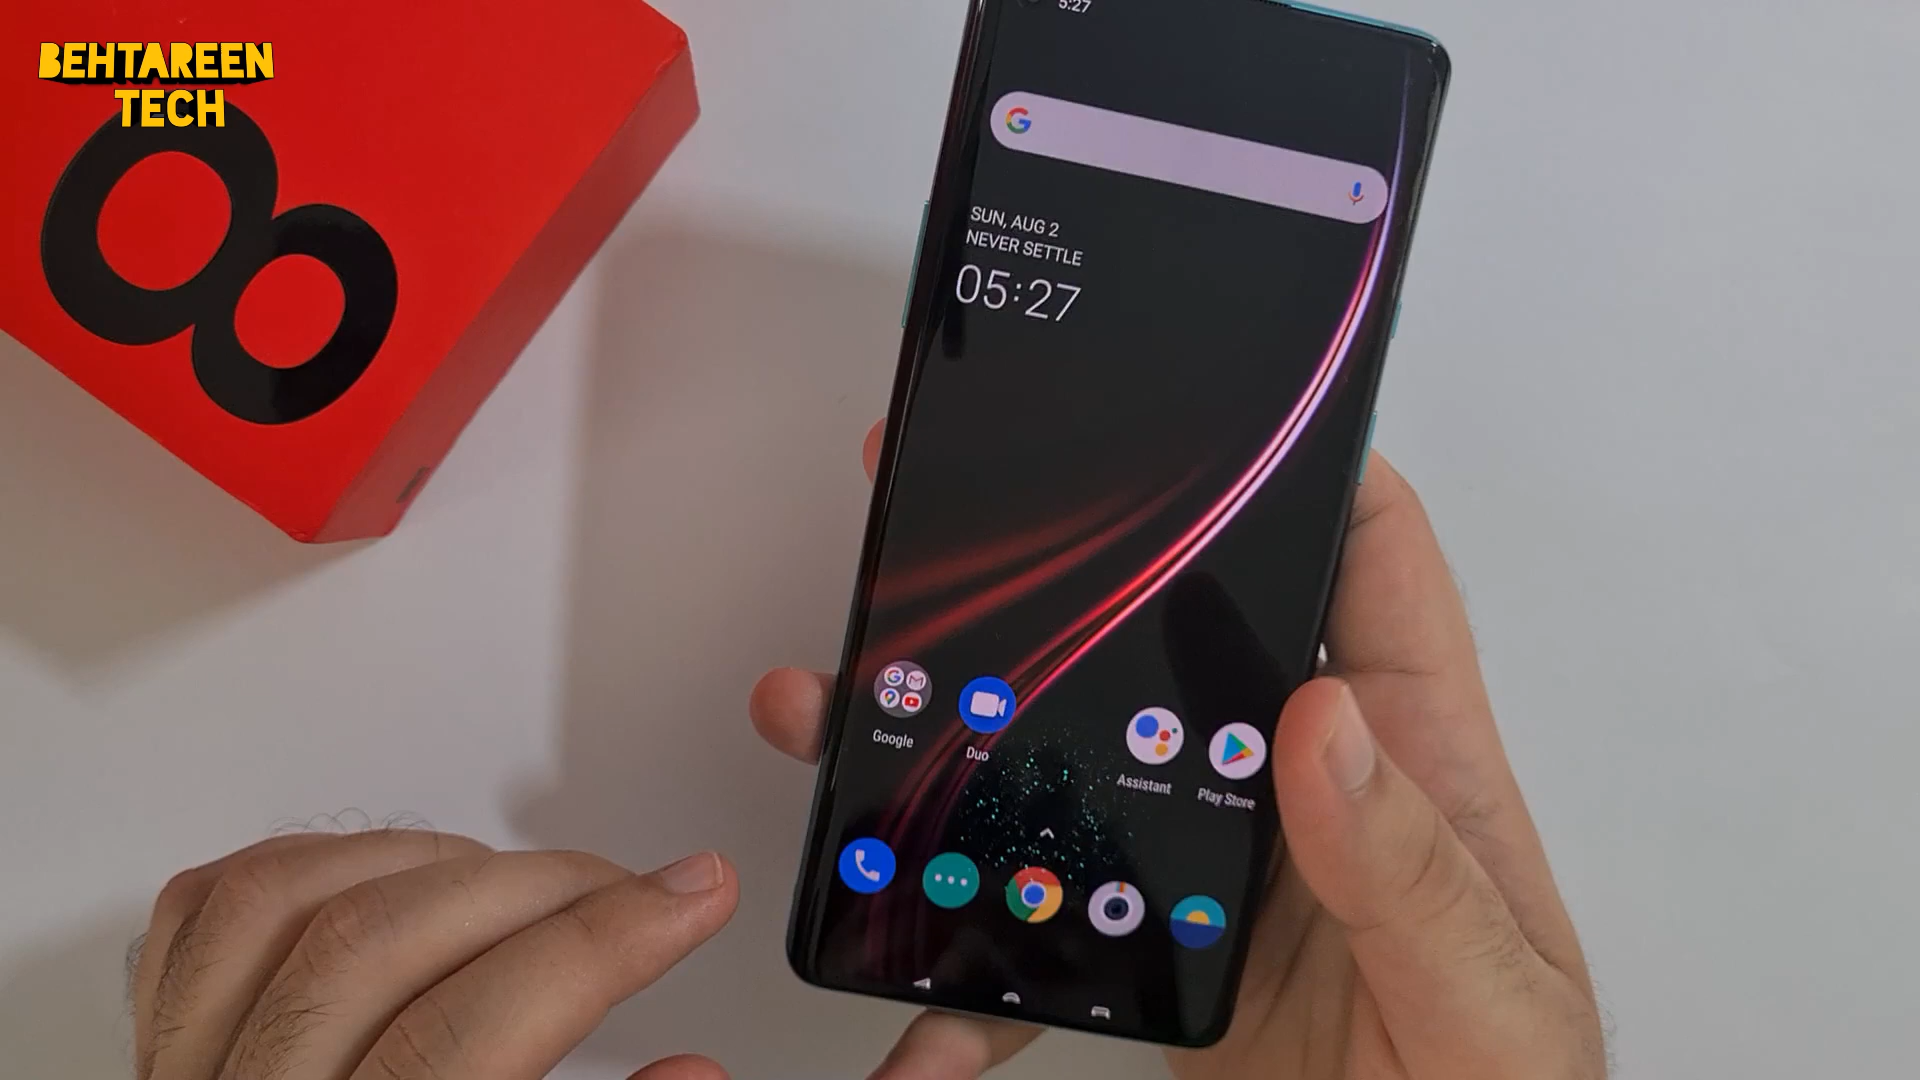 BEHTAREEN
TECH
8
5:27
SUN, AUG 2
NEVER SETTLE
05:27
Google
Duo
Assistant
Play Store